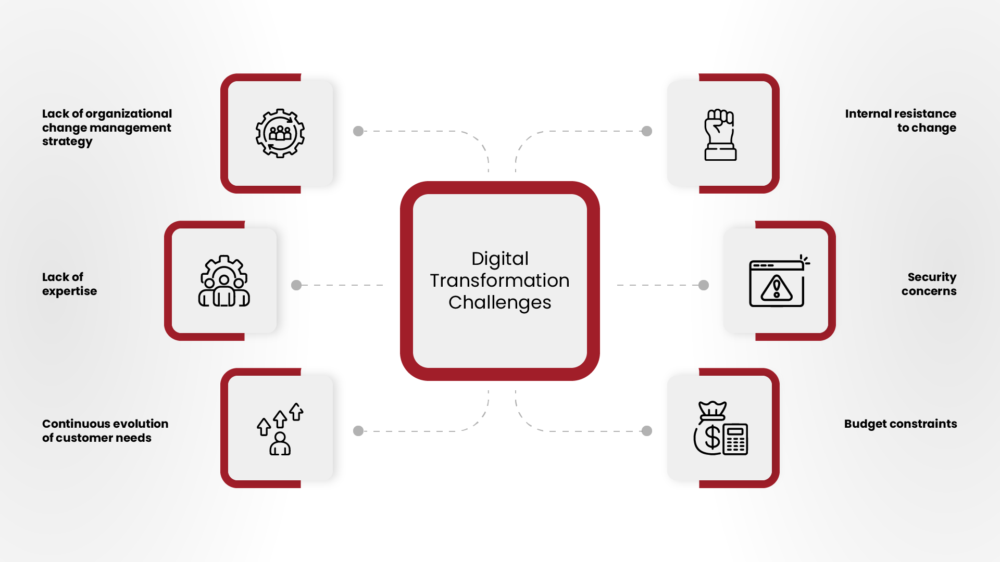 Lack of organizational
change management
strategy
Internal resistance
to change
Digital
Transformation
Challenges
Lack of
expertise
Security
concerns
Continuous evolution
of customer needs
Budget constraints